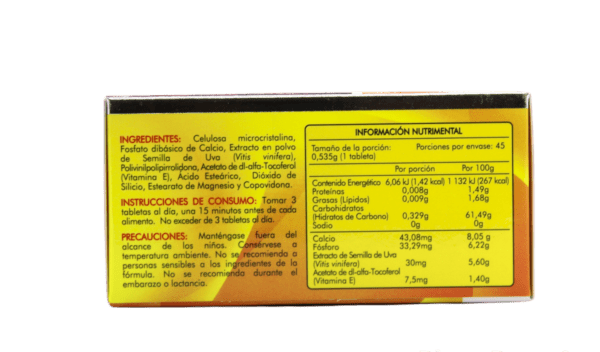 INGREDIENTES: Celulosa microcristalina,
Fosfato dibásico de Calcio, Extracto en polvo
de Semilla de Uva (Vitis vinífera),
Polivinilpolipirrolidona, Acetato de dl-alfa-Tocoferol
(Vitamina E), Acido Esteárico, Dióxido de
Silicio, Estearato de Magnesio y Copovidona.
INSTRUCCIONES DE CONSUMO: Tomar 3
tabletas al día, una 15 minutos antes de cada
alimento. No exceder de 3 tabletas al día.
PRECAUCIONES: Manténgase fuera del
alcance de los niños. Consérvese a
temperatura ambiente. No se recomienda a
personas sensibles a los ingredientes de la
fórmula. No se recomienda durante el
embarazo o lactancia.
INFORMACIÓN NUTRIMENTAL
Tamaño de la porción: Porciones por envase: 45
0,535g (1 tableta)
Por porción Por 100g
Contenido Energético 6,06 kJ (1,42 kcal) 1 132 kJ (267 kcal)
Proteínas 0,008g 1,49g
Grasas (Lípidos) 0,009g 1,68g
Carbohidratos
(Hidratos de Carbono) 0,329g 61,49g
Sodio 0g 0g
Calcio 43,08mg 8,05 g
Fósforo 33,29mg 6,22g
Extracto de Semilla de Uva
(Vitis vinífera) 30mg 5,60g
Acetato de dl-alfa-Tocoferol
(Vitamina E) 7,5mg 1,40g